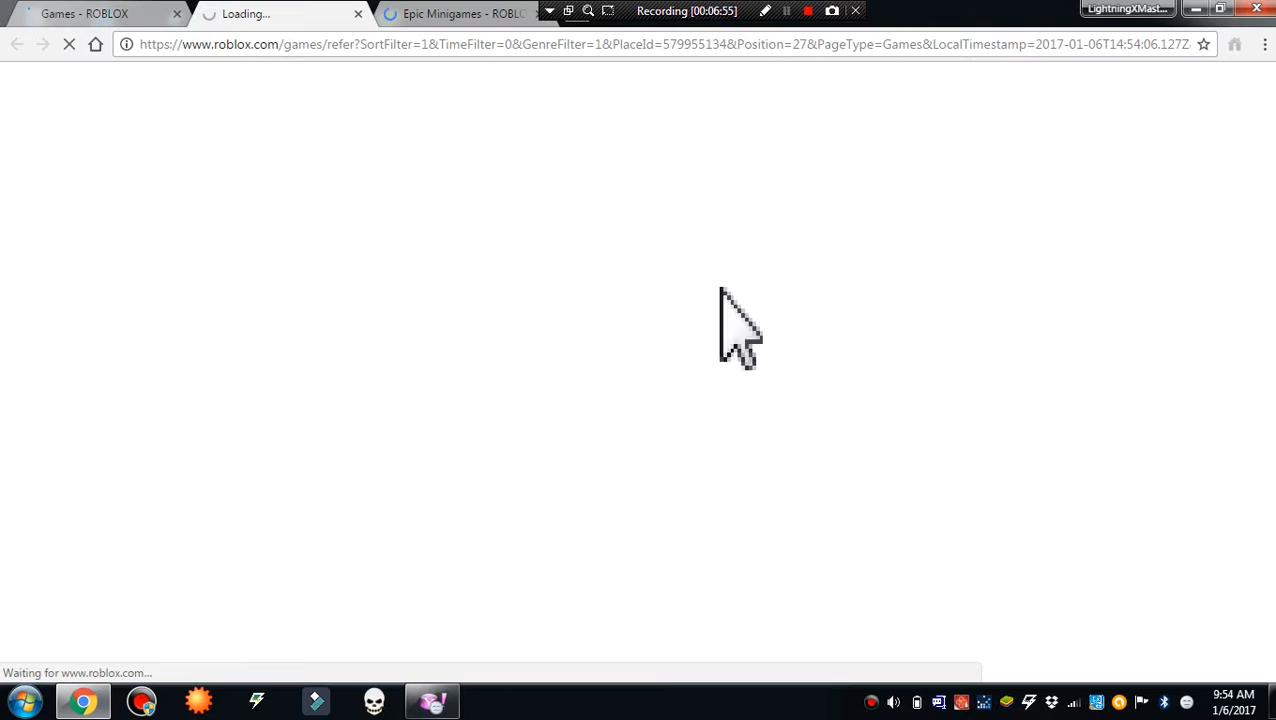 Games - ROBLOX
Loading...
Epic Minigames - ROBLO
Recording [00:06:55]
LightningXMast...
https://www.roblox.com/games/refer?SortFilter=1&TimeFilter=0&GenreFilter=1&PlaceId=579955134&Position=27&PageType=Games&LocalTimestamp=2017-01-06T14:54:06.127Z
Waiting for www.roblox.com...
9:54 AM
1/6/2017